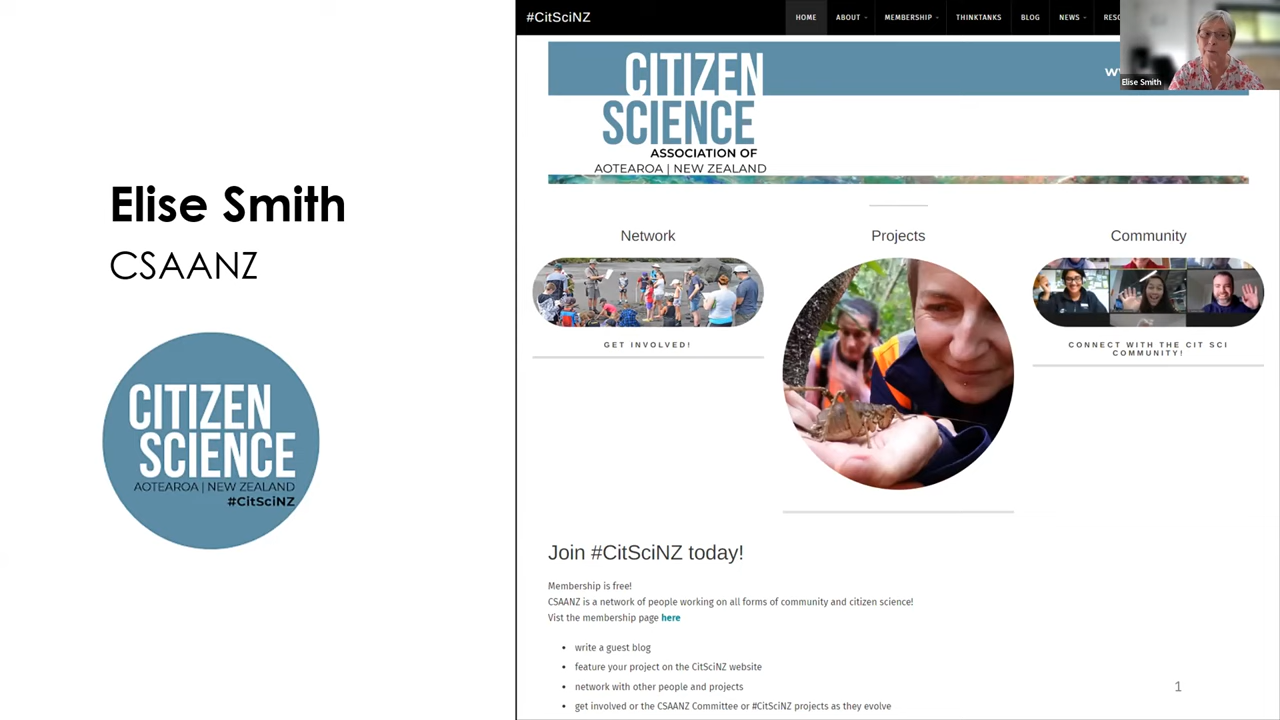 Elise Smith
CSAANZ
CITIZEN
SCIENCE
AOTEAROA | NEW ZEALAND
#CitSciNZ
#CitSciNZ
HOME
ABOUT
MEMBERSHIP
THINKTANKS
BLOG
NEWS
Elise Smith
CITIZEN
SCIENCE
ASSOCIATION OF
AOTEAROA | NEW ZEALAND
Network
GET INVOLVED!
Projects
Community
CONNECT WITH THE CIT SCI
COMMUNITY!
Join #CitSciNZ today!
Membership is free!
CSAANZ is a network of people working on all forms of community and citizen science!
Vist the membership page here
• write a guest blog
• feature your project on the CitSciNZ website
• network with other people and projects
• get involved or the CSAANZ Committee or #CitSciNZ projects as they evolve
1